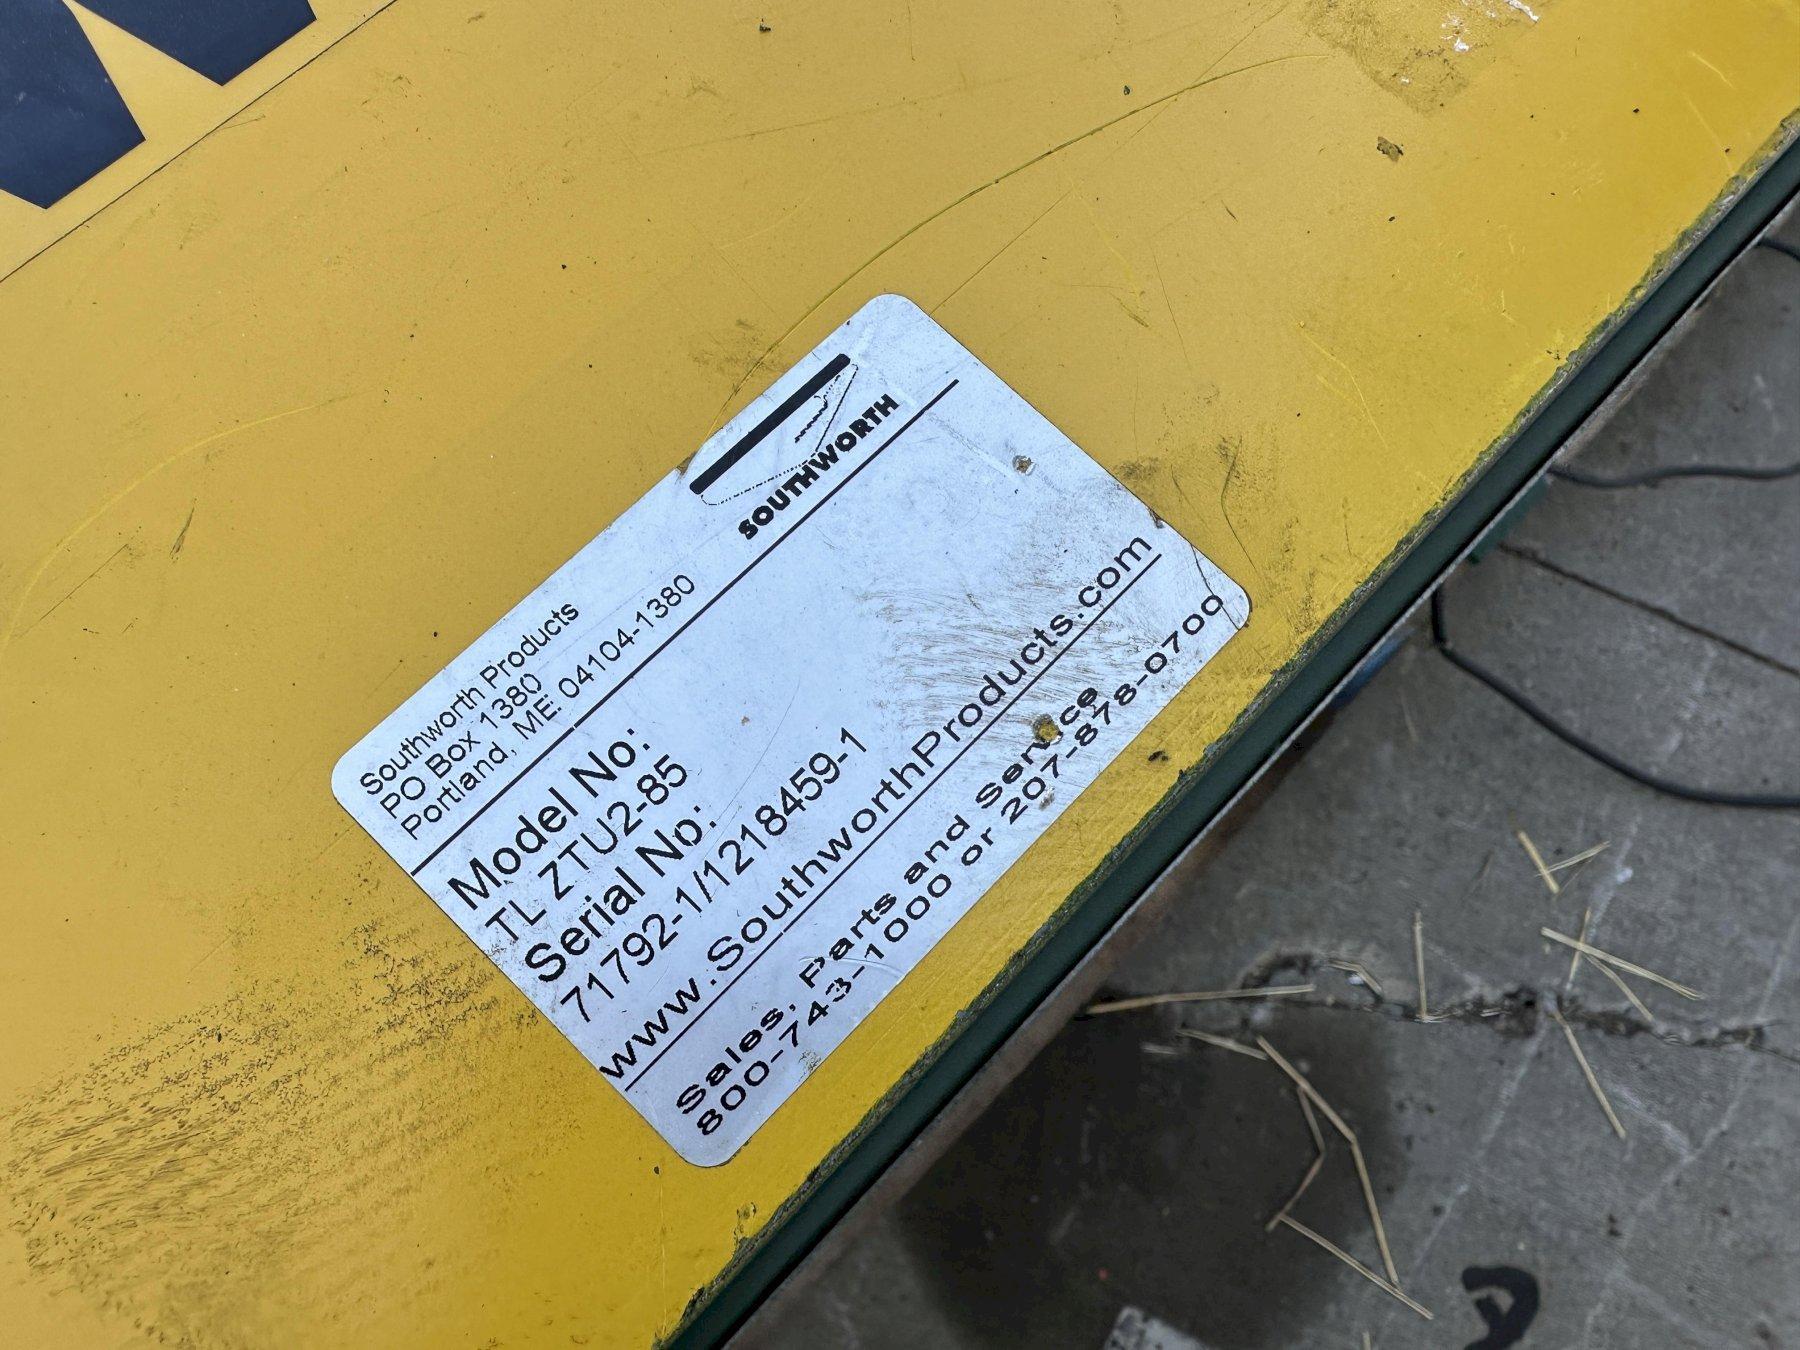 SOUTHWORTH
Southworth Products
PO Box 1380
Portland, ME. 04104-1380
Model No:
TL ZTU2-85
Serial No:
71792-1/1218459-1
www.SouthworthProducts.com
Sales, Parts and Service
800-743-1000 or 207-878-0700